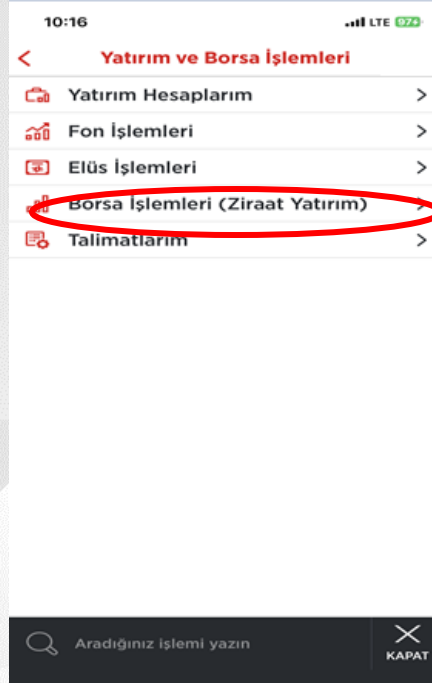 10:16 LTE 97
Yatırım ve Borsa İşlemleri
Yatırım Hesaplarım
Fon İşlemleri
Elüs İşlemleri
Borsa İşlemleri (Ziraat Yatırım)
Talimatlarım
Aradığınız işlemi yazın
KAPAT